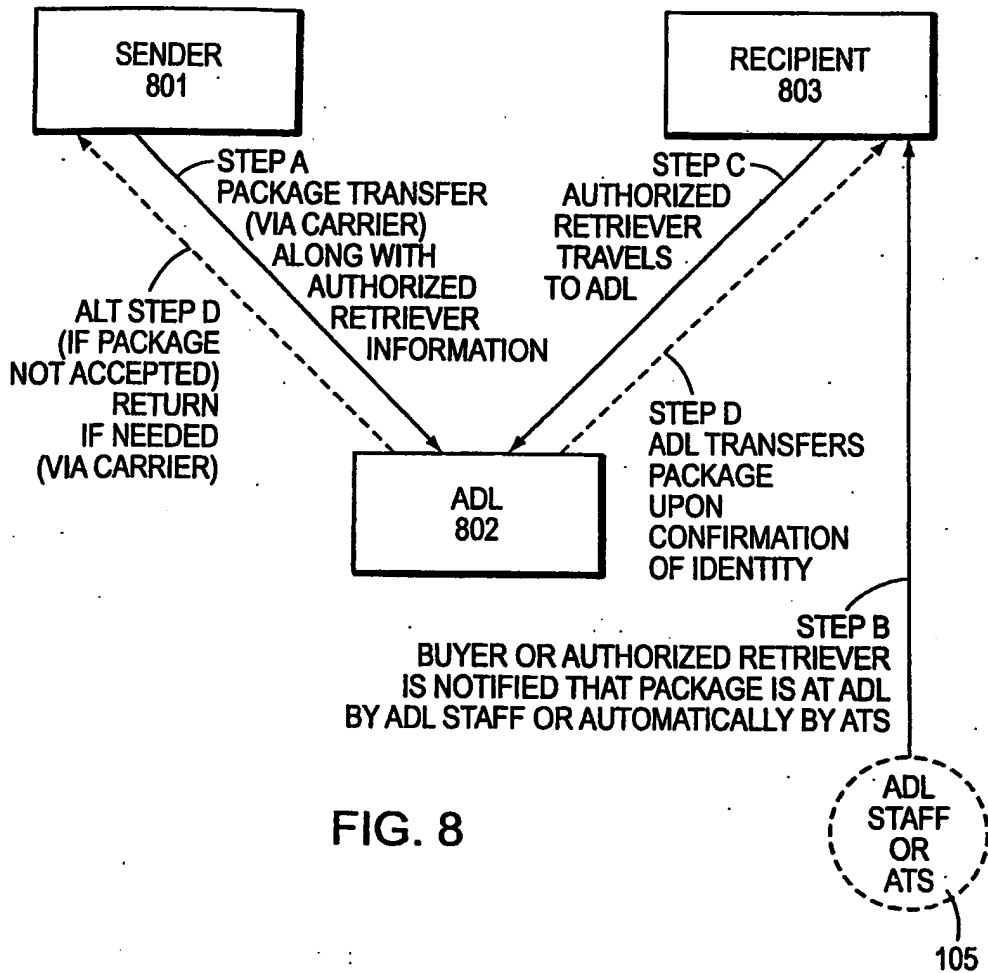 SENDER
801
RECIPIENT
803
STEP A
PACKAGE TRANSFER
(VIA CARRIER)
ALONG WITH
AUTHORIZED
RETRIEVER
INFORMATION
STEP C
AUTHORIZED
RETRIEVER
TRAVELS
TO ADL
ALT STEP D
(IF PACKAGE
NOT ACCEPTED)
RETURN
IF NEEDED
(VIA CARRIER)
ADL
802
STEP D
ADL TRANSFERS
PACKAGE
UPON
CONFIRMATION
OF IDENTITY
STEP B
BUYER OR AUTHORIZED RETRIEVER
IS NOTIFIED THAT PACKAGE IS AT ADL
BY ADL STAFF OR AUTOMATICALLY BY ATS
ADL
STAFF
OR
ATS
105
FIG. 8